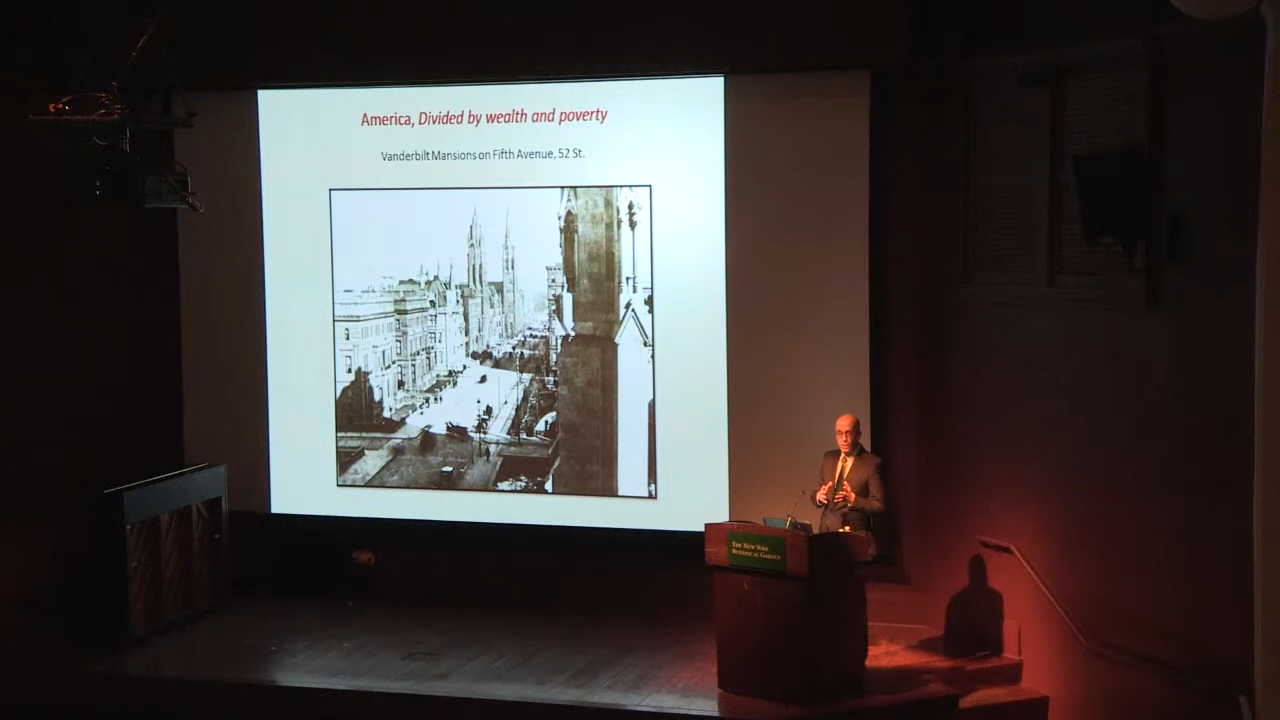 America, Divided by wealth and poverty
Vanderbilt Mansions on Fifth Avenue, 52 St.
THE NEW YORK
BOTANICAL GARDEN